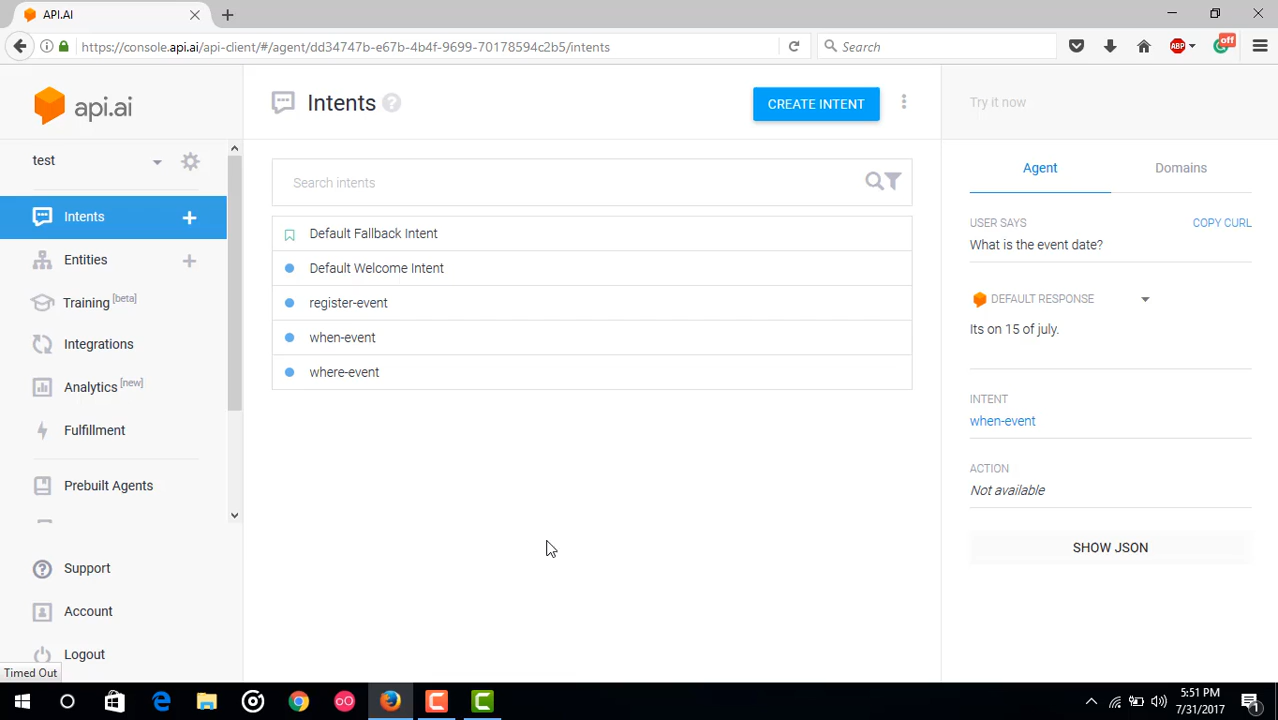 API.AI
https://console.api.ai/api-client/#/agent/dd34747b-e67b-4b4f-9699-70178594c2b5/intents
Search
ABP
off
api.ai
test
Intents
Entities
Training [beta]
Integrations
Analytics [new]
Fulfillment
Prebuilt Agents
Support
Account
Logout
Timed Out
Intents
CREATE INTENT
Search intents
Default Fallback Intent
Default Welcome Intent
register-event
when-event
where-event
Try it now
Agent
Domains
USER SAYS
COPY CURL
What is the event date?
DEFAULT RESPONSE
Its on 15 of july.
INTENT
when-event
ACTION
Not available
SHOW JSON
5:51 PM
7/31/2017
1